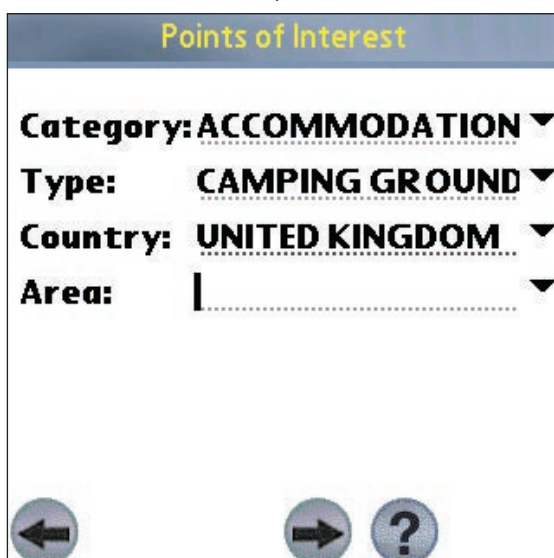 Points of Interest
Category: ACCOMMODATION
Type: CAMPING GROUND
Country: UNITED KINGDOM
Area:
?